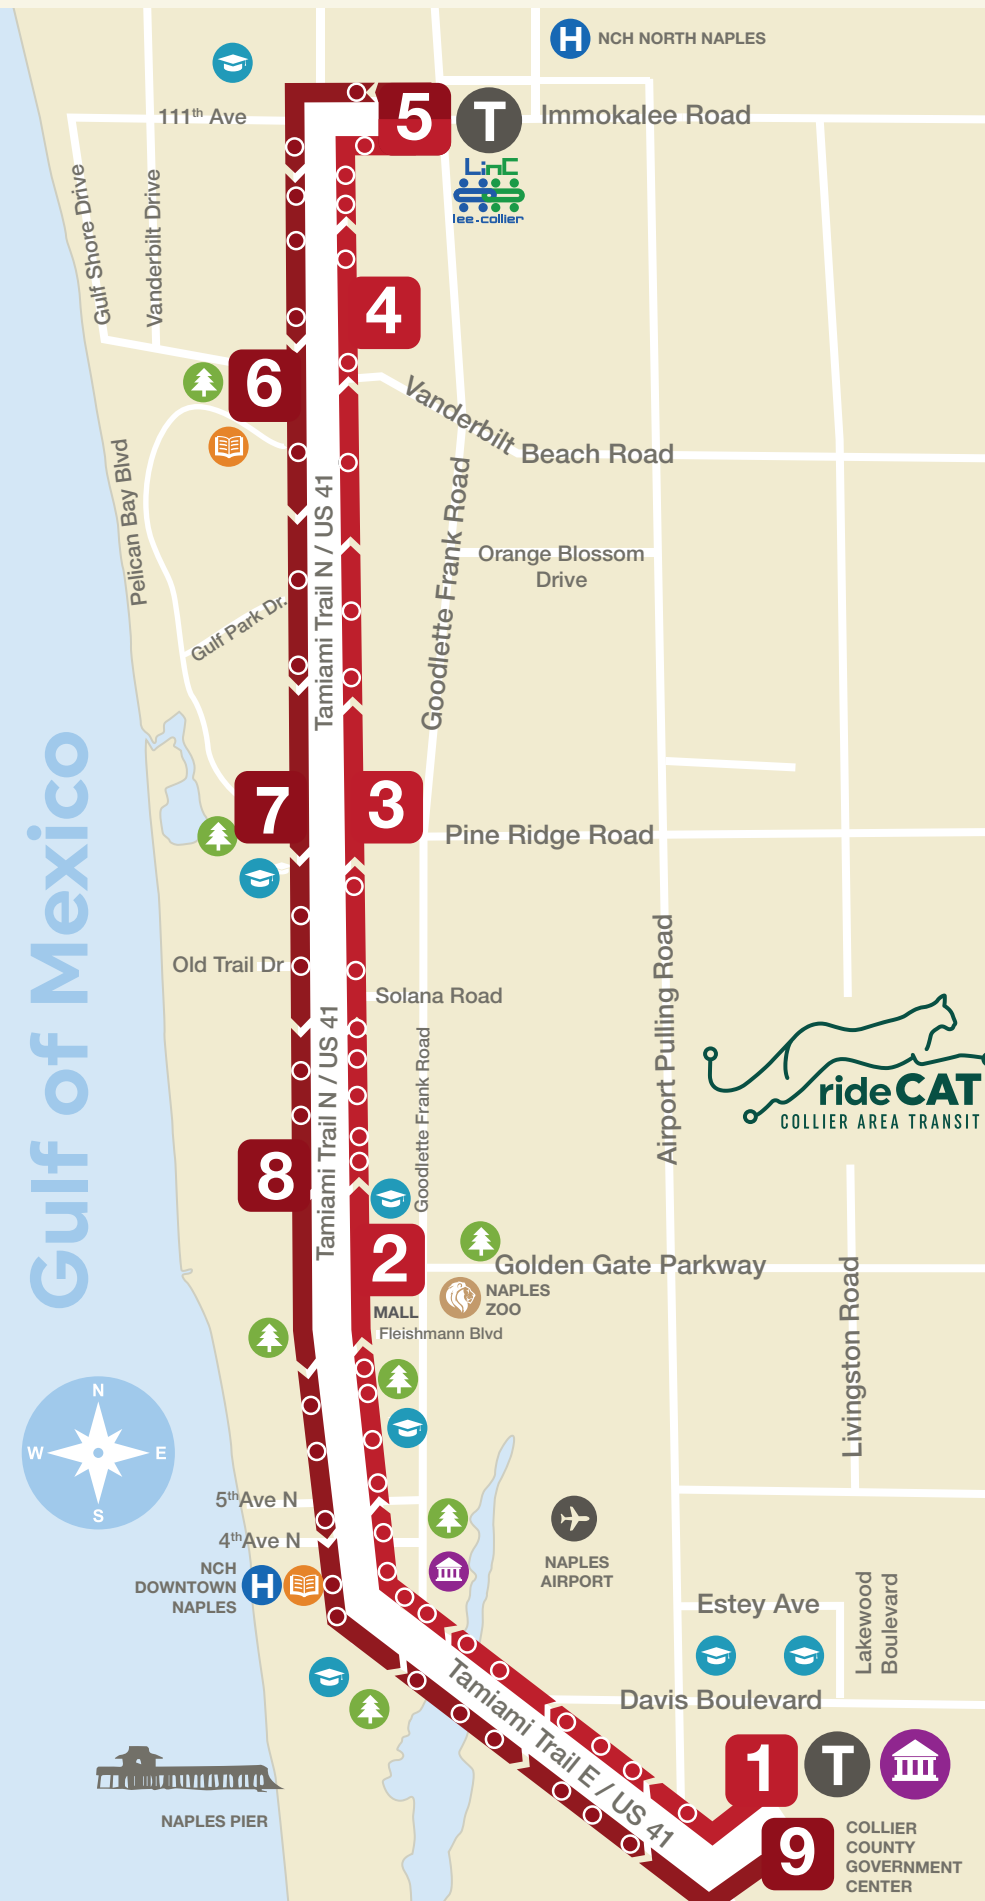 H NCH NORTH NAPLES
111th Ave
5
T
Immokalee Road
LinC
lee-collier
Gulf Shore Drive
Vanderbilt Drive
4
6
Vanderbilt
Beach Road
Pelican Bay Blvd
Tamiami Trail N / US 41
Goodlette Frank Road
Orange Blossom
Drive
Gulf Park Dr.
Gulf of Mexico
7
3
Pine Ridge Road
Old Trail Dr
Solana Road
Airport Pulling Road
rideCAT
COLLIER AREA TRANSIT
Tamiami Trail N / US 41
Goodlette Frank Road
8
2
Golden Gate Parkway
MALL
NAPLES
ZOO
Fleishmann Blvd
Livingston Road
N
W E
S
5thAve N
4thAve N
NCH
DOWNTOWN
NAPLES
H
NAPLES
AIRPORT
Estey Ave
Lakewood
Boulevard
Davis Boulevard
Tamiami Trail E / US 41
1
T
NAPLES PIER
9
COLLIER
COUNTY
GOVERNMENT
CENTER